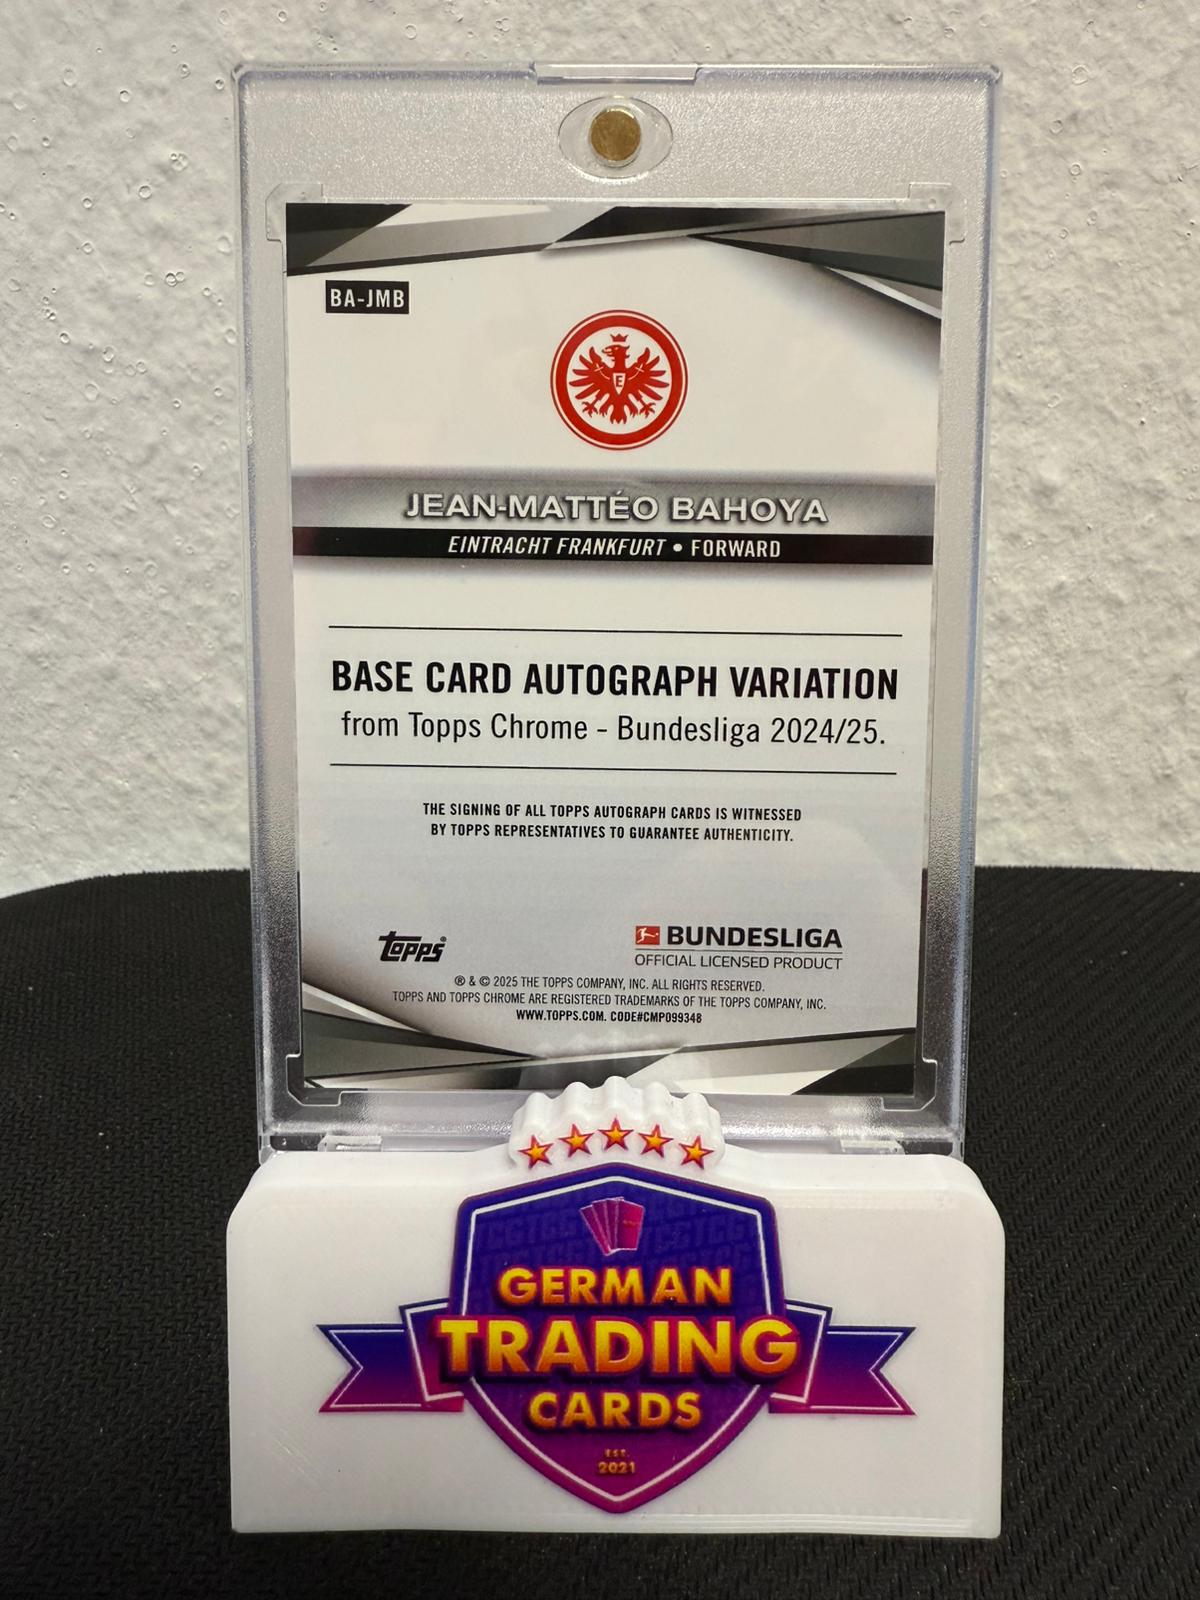 BA-JMB
E
JEAN-MATTÉO BAHOYA
EINTRACHT FRANKFURT • FORWARD
BASE CARD AUTOGRAPH VARIATION
from Topps Chrome - Bundesliga 2024/25.
THE SIGNING OF ALL TOPPS AUTOGRAPH CARDS IS WITNESSED
BY TOPPS REPRESENTATIVES TO GUARANTEE AUTHENTICITY.
topps®
BUNDESLIGA
OFFICIAL LICENSED PRODUCT
® & © 2025 THE TOPPS COMPANY, INC. ALL RIGHTS RESERVED.
TOPPS AND TOPPS CHROME ARE REGISTERED TRADEMARKS OF THE TOPPS COMPANY, INC.
WWW.TOPPS.COM. CODE#CMP099348
GERMAN
TRADING
CARDS
EST.
2021